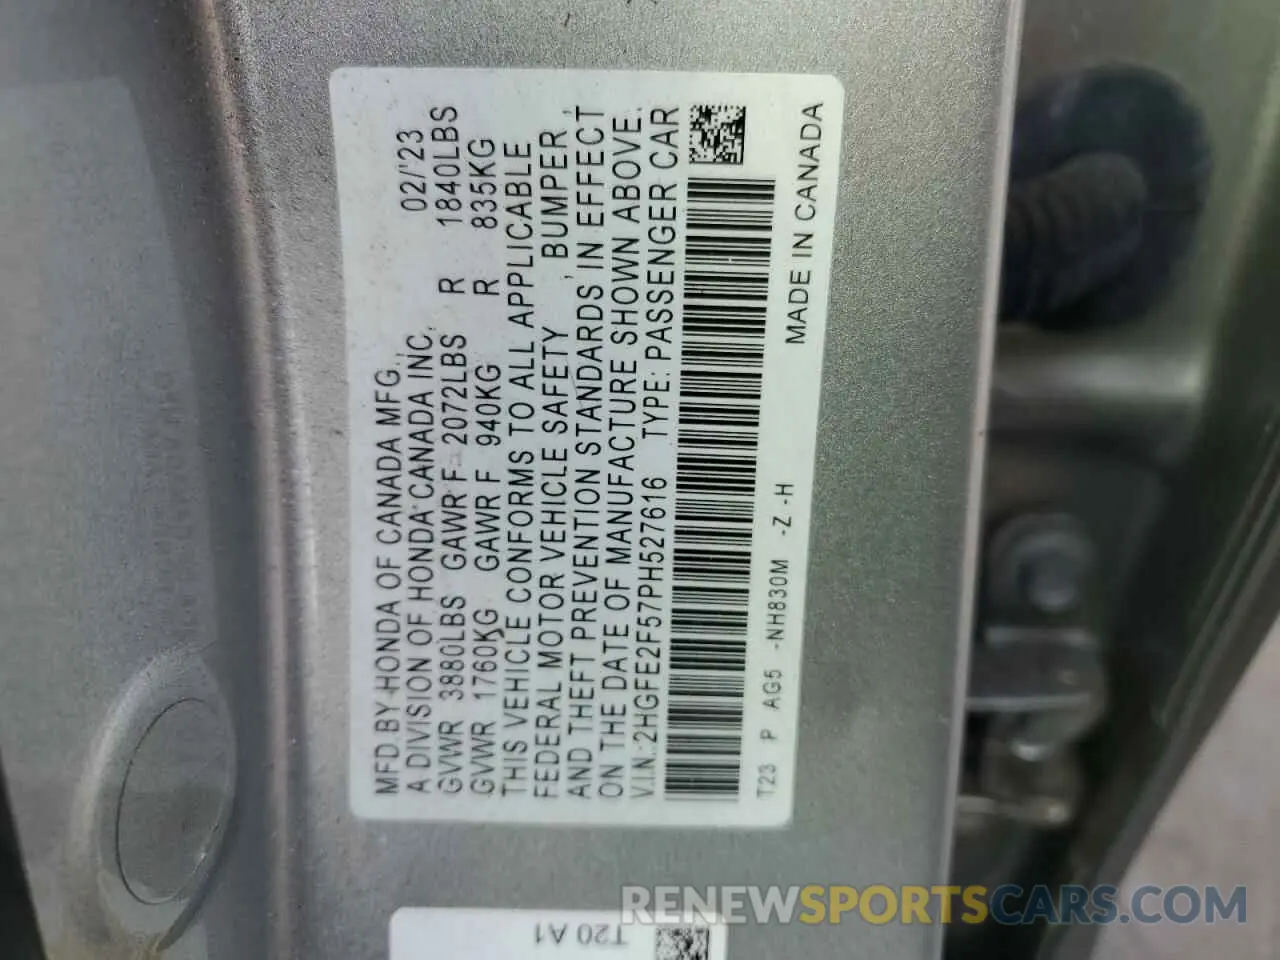 MFD BY HONDA OF CANADA MFG., 02/'23
A DIVISION OF HONDA CANADA INC.
GVWR 3880LBS GAWR F 2072LBS R 1840LBS
GVWR 1760KG GAWR F 940KG R 835KG
THIS VEHICLE CONFORMS TO ALL APPLICABLE
FEDERAL MOTOR VEHICLE SAFETY , BUMPER ,
AND THEFT PREVENTION STANDARDS IN EFFECT
ON THE DATE OF MANUFACTURE SHOWN ABOVE.
V.I.N.:2HGFE2F57PH527616 TYPE: PASSENGER CAR
T23 P AG5 -NH830M -Z -H
MADE IN CANADA
T20 A1
RENEWSPORTSCARS.COM